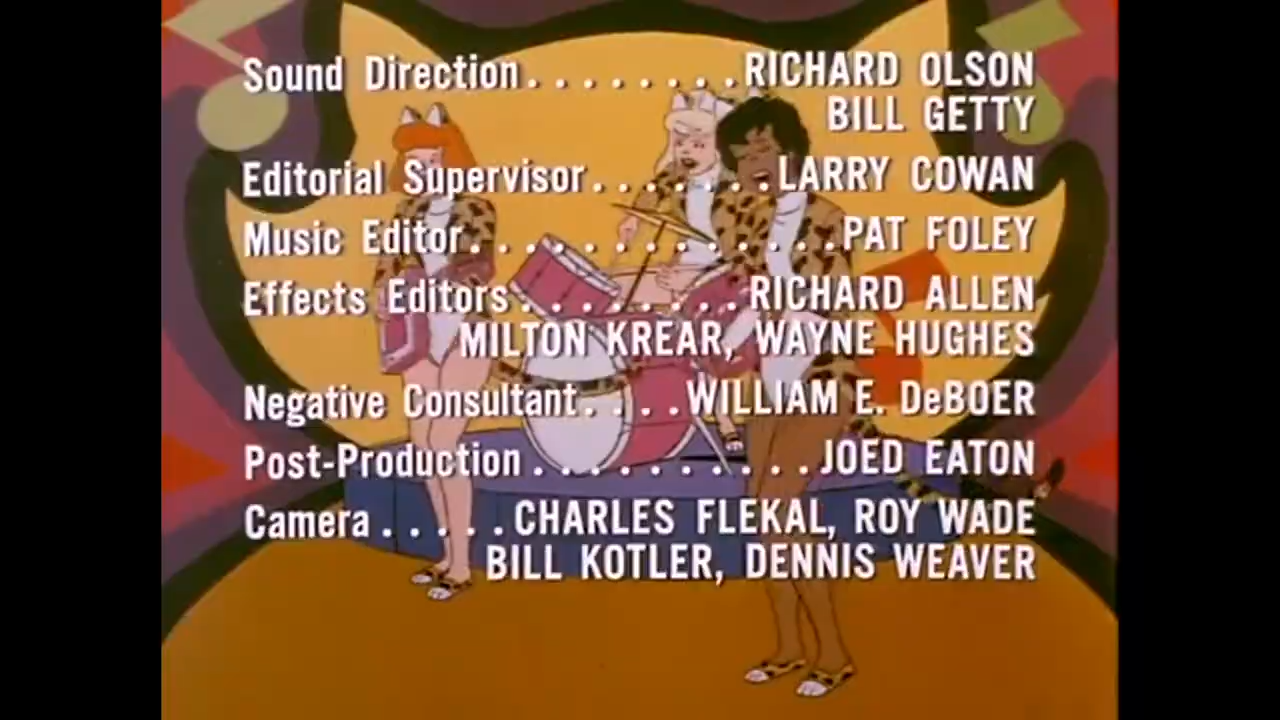 Sound Direction........RICHARD OLSON
BILL GETTY
Editorial Supervisor.......LARRY COWAN
Music Editor.............PAT FOLEY
Effects Editors........RICHARD ALLEN
MILTON KREAR, WAYNE HUGHES
Negative Consultant....WILLIAM E. DeBOER
Post-Production..........JOED EATON
Camera.....CHARLES FLEKAL, ROY WADE
BILL KOTLER, DENNIS WEAVER